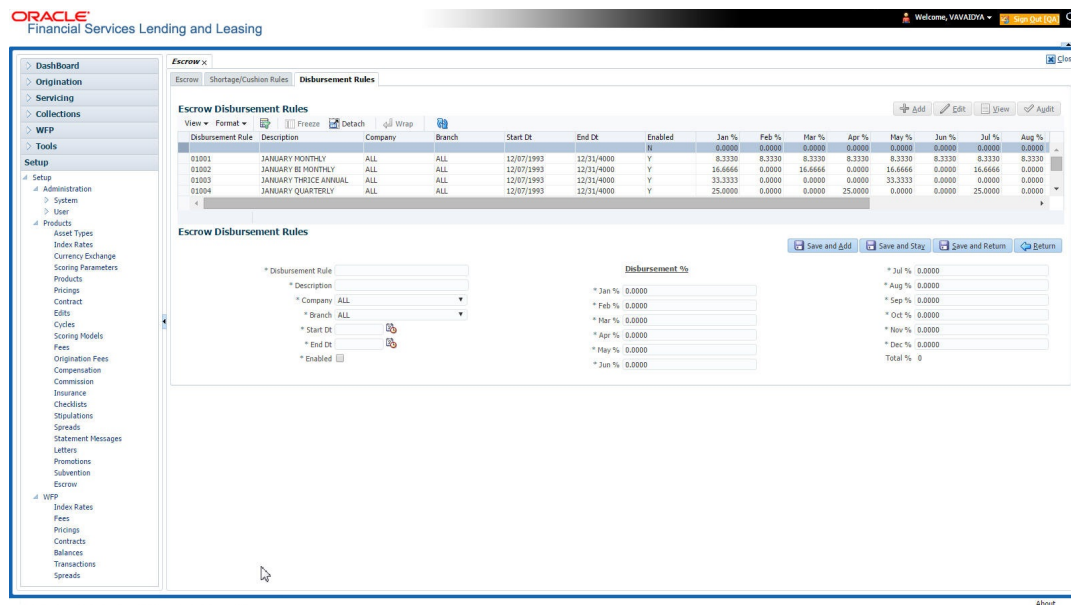 ORACLE
Financial Services Lending and Leasing
Welcome, VAVAIDYA
Sign Out [QA]
DashBoard
Origination
Servicing
Collections
WFP
Tools
Setup
Setup
Administration
System
User
Products
Asset Types
Index Rates
Currency Exchange
Scoring Parameters
Products
Pricings
Contract
Edits
Cycles
Scoring Models
Fees
Origination Fees
Compensation
Commission
Insurance
Checklists
Stipulations
Spreads
Statement Messages
Letters
Promotions
Subvention
Escrow
WFP
Index Rates
Fees
Pricings
Contracts
Balances
Transactions
Spreads
Escrow x
Clos
Escrow Shortage/Cushion Rules Disbursement Rules
Escrow Disbursement Rules
Add Edit View Audit
View Format Freeze Detach Wrap
Disbursement Rule Description Company Branch Start Dt End Dt Enabled Jan % Feb % Mar % Apr % May % Jun % Jul % Aug %
N 0.0000 0.0000 0.0000 0.0000 0.0000 0.0000 0.0000 0.0000
01001 JANUARY MONTHLY ALL ALL 12/07/1993 12/31/4000 Y 8.3330 8.3330 8.3330 8.3330 8.3330 8.3330 8.3330 8.3330
01002 JANUARY BI MONTHLY ALL ALL 12/07/1993 12/31/4000 Y 16.6666 0.0000 16.6666 0.0000 16.6666 0.0000 16.6666 0.0000
01003 JANUARY THRICE ANNUAL ALL ALL 12/07/1993 12/31/4000 Y 33.3333 0.0000 0.0000 0.0000 33.3333 0.0000 0.0000 0.0000
01004 JANUARY QUARTERLY ALL ALL 12/07/1993 12/31/4000 Y 25.0000 0.0000 0.0000 25.0000 0.0000 0.0000 25.0000 0.0000
Escrow Disbursement Rules
Save and Add Save and Stay Save and Return Return
* Disbursement Rule
* Description
* Company ALL
* Branch ALL
* Start Dt
* End Dt
* Enabled
Disbursement %
* Jan % 0.0000
* Feb % 0.0000
* Mar % 0.0000
* Apr % 0.0000
* May % 0.0000
* Jun % 0.0000
* Jul % 0.0000
* Aug % 0.0000
* Sep % 0.0000
* Oct % 0.0000
* Nov % 0.0000
* Dec % 0.0000
Total % 0
About